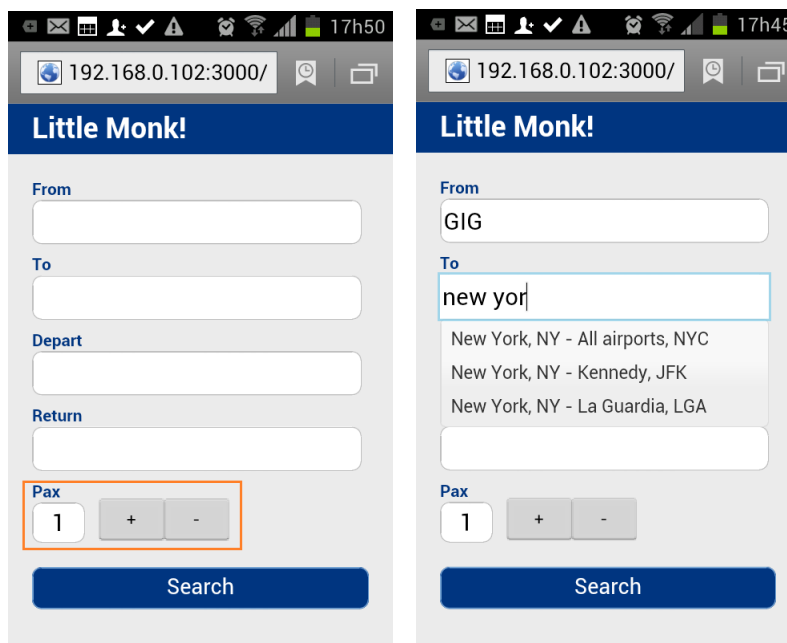 17h50
192.168.0.102:3000/
Little Monk!
From
To
Depart
Return
Pax
1 + -
Search
17h45
192.168.0.102:3000/
Little Monk!
From
GIG
To
new yor
New York, NY - All airports, NYC
New York, NY - Kennedy, JFK
New York, NY - La Guardia, LGA
Pax
1 + -
Search